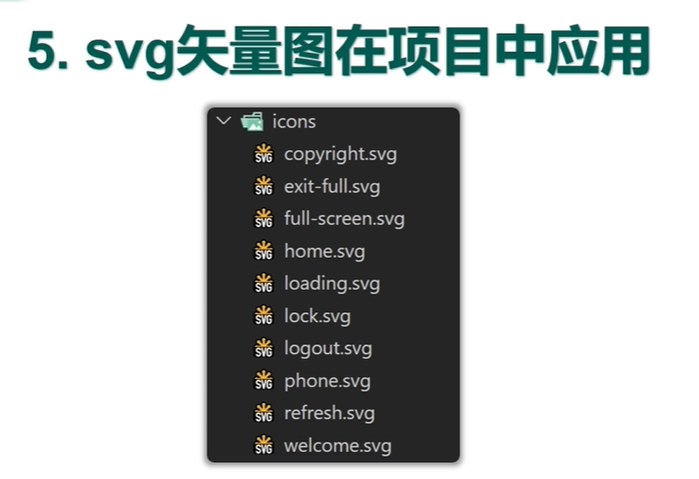 5. svg矢量图在项目中应用
icons
SVG copyright.svg
SVG exit-full.svg
SVG full-screen.svg
SVG home.svg
SVG loading.svg
SVG lock.svg
SVG logout.svg
SVG phone.svg
SVG refresh.svg
SVG welcome.svg